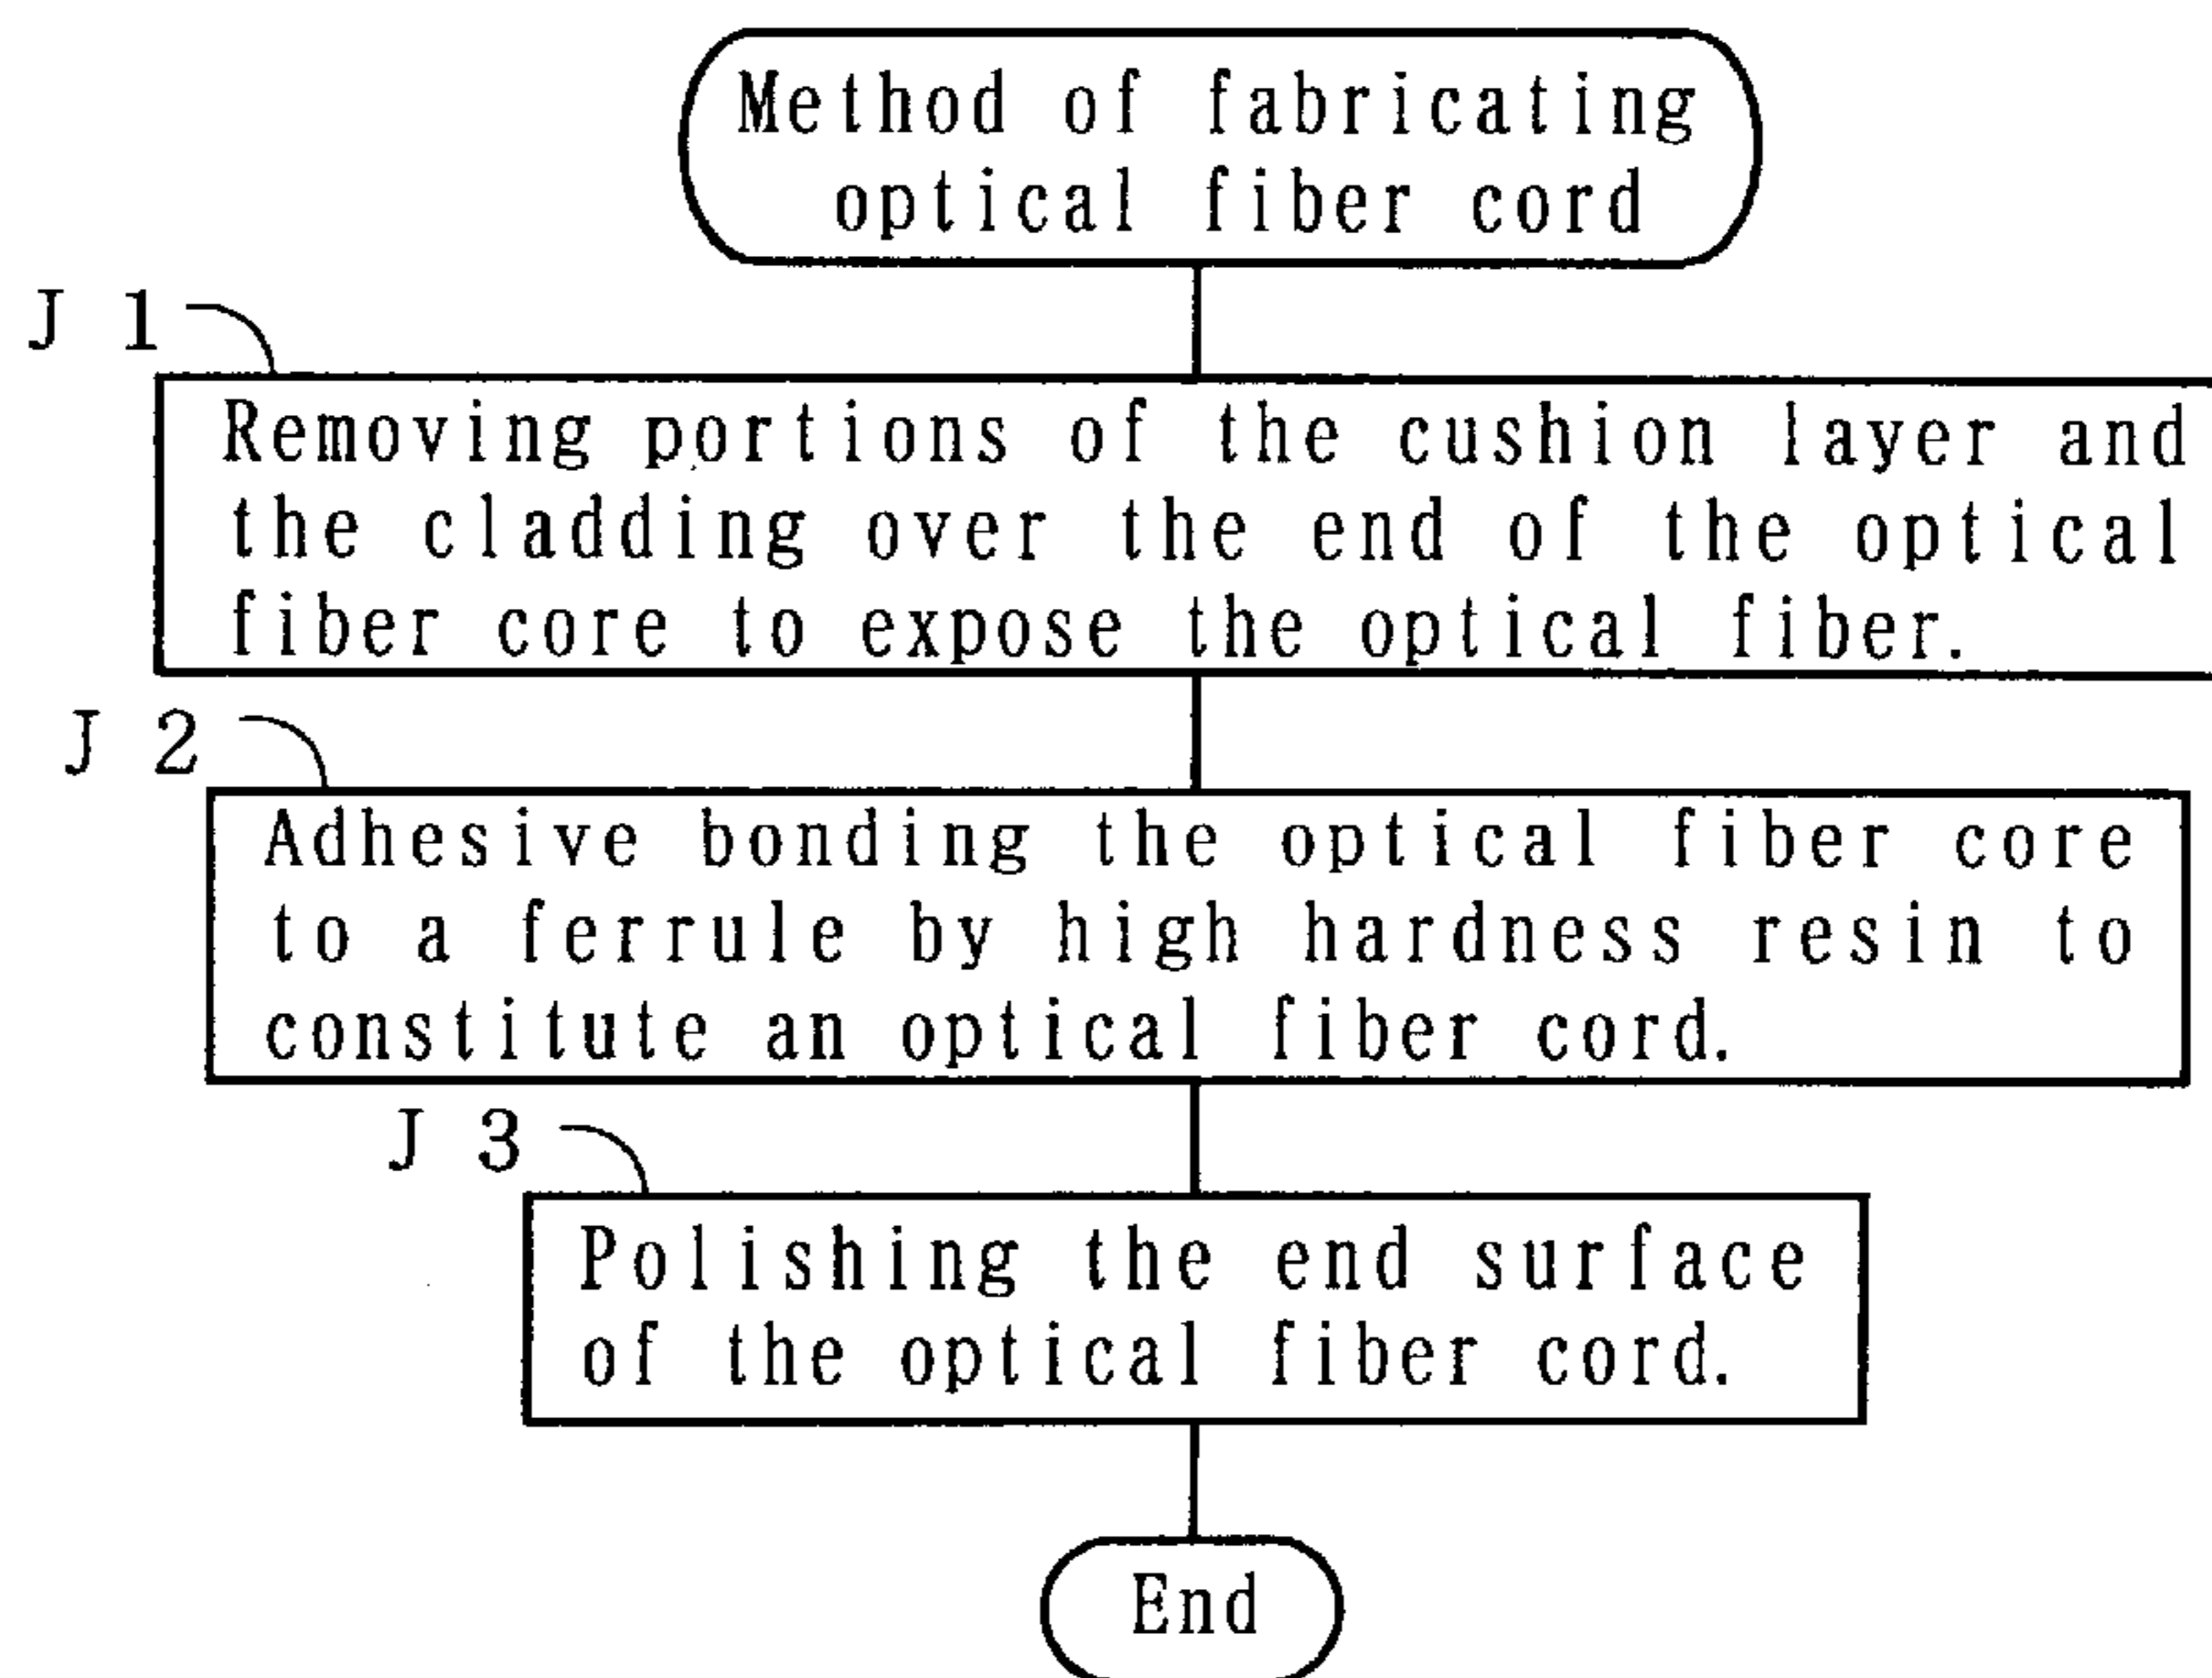 Method of fabricating
optical fiber cord
J 1
Removing portions of the cushion layer and
the cladding over the end of the optical
fiber core to expose the optical fiber.
J 2
Adhesive bonding the optical fiber core
to a ferrule by high hardness resin to
constitute an optical fiber cord.
J 3
Polishing the end surface
of the optical fiber cord.
End